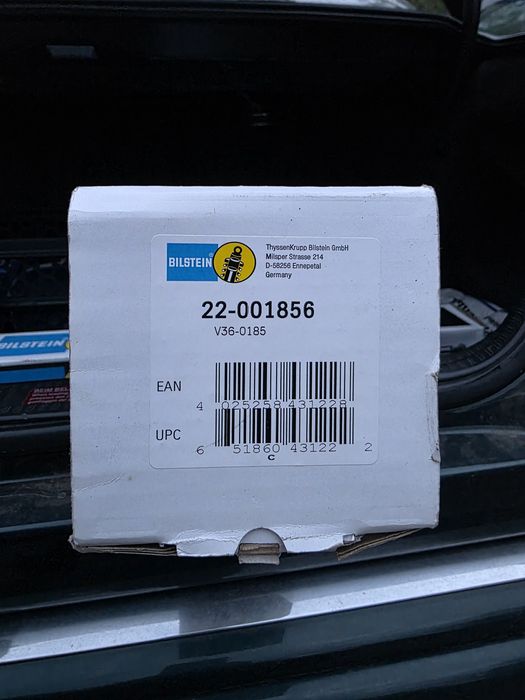 BILSTEIN
ThyssenKrupp Bilstein GmbH
Milsper Strasse 214
D-58256 Ennepetal
Germany
22-001856
V36-0185
EAN
4 025258 431228
UPC
6 51860 43122 2
C
BILSTEIN